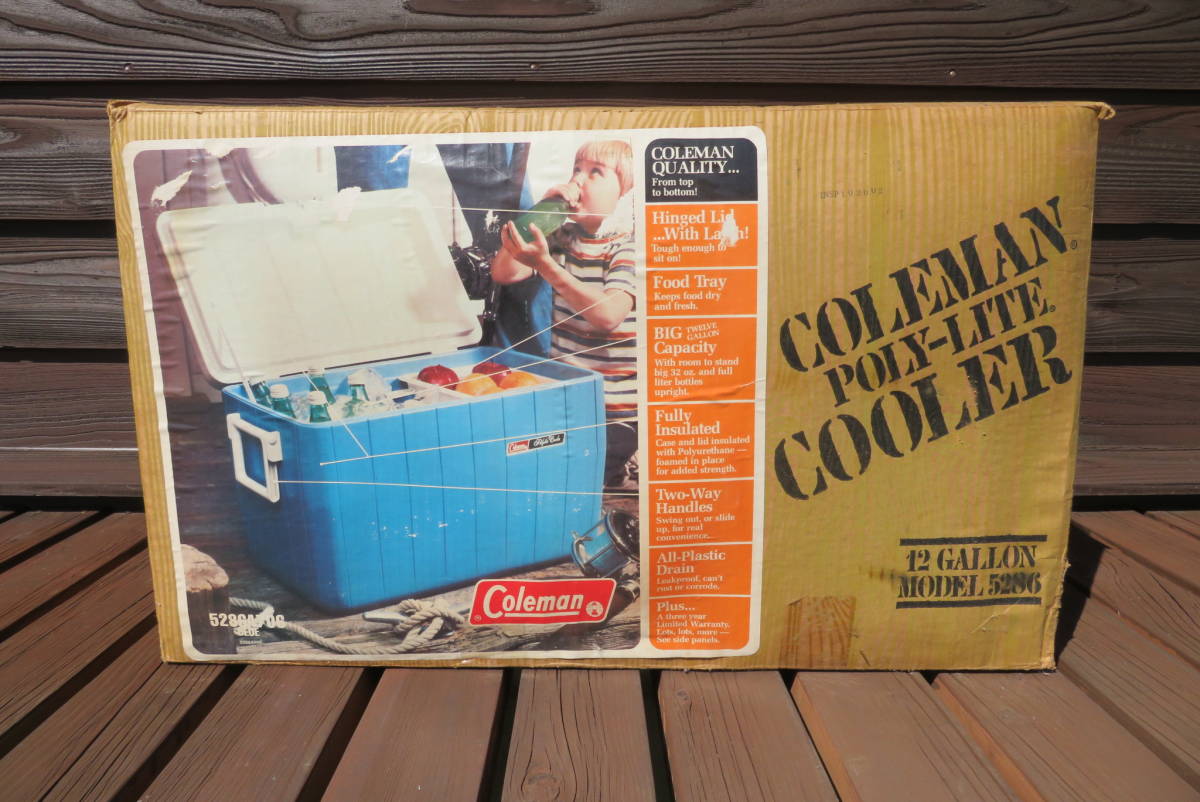 COLEMAN
QUALITY...
From top
to bottom!
Hinged Lid
...With Latch!
Tough enough to
sit on!
Food Tray
Keeps food dry
and fresh.
BIG TWELVE GALLON
Capacity
With room to stand
big 32 oz. and full
liter bottles
upright.
Fully
Insulated
Case and lid insulated
with Polyurethane —
foamed in place
for added strength.
Two-Way
Handles
Swing out, or slide
up, for real
convenience...
All-Plastic
Drain
Leakproof, can't
rust or corrode.
Plus...
A three year
Limited Warranty.
Lots, lots, more —
See side panels.
Coleman
Coleman®
BLUE
COLEMAN®
POLY-LITE®
COOLER
12 GALLON
MODEL 5286